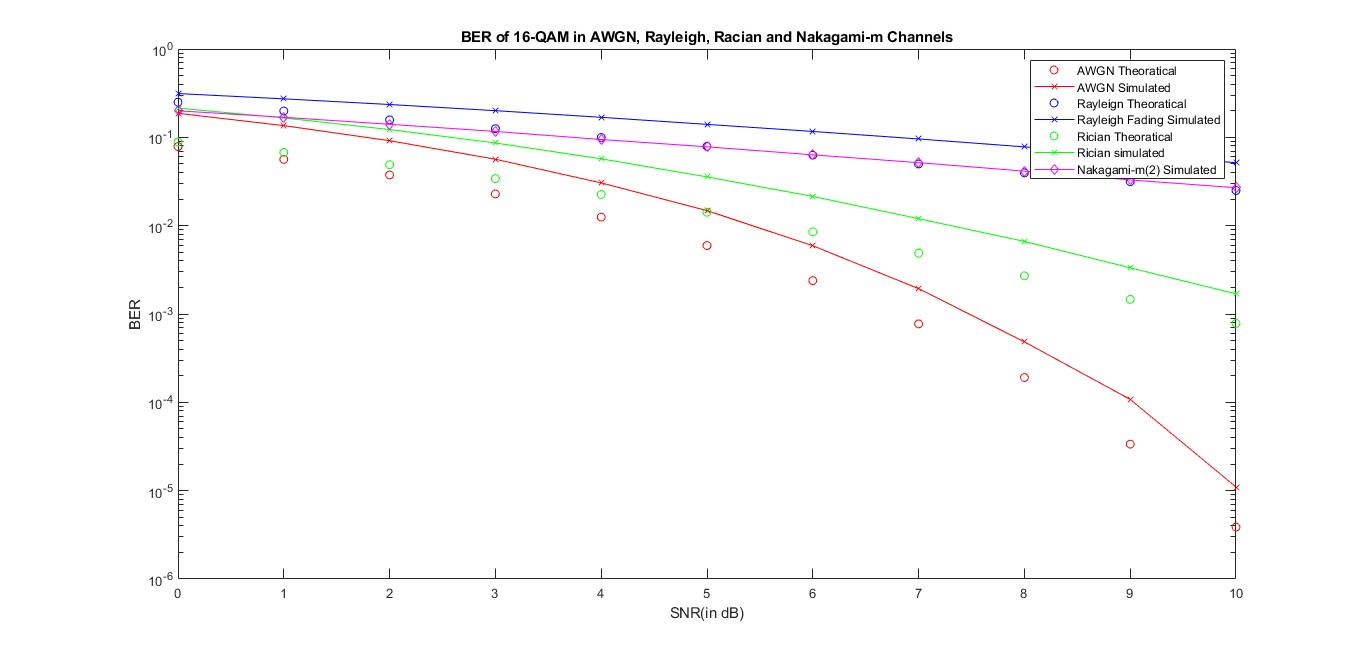 BER of 16-QAM in AWGN, Rayleigh, Racian and Nakagami-m Channels
10^0
10^-1
10^-2
10^-3
10^-4
10^-5
10^-6
BER
AWGN Theoratical
AWGN Simulated
Rayleign Theoratical
Rayleigh Fading Simulated
Rician Theoratical
Rician simulated
Nakagami-m(2) Simulated
0 1 2 3 4 5 6 7 8 9 10
SNR(in dB)